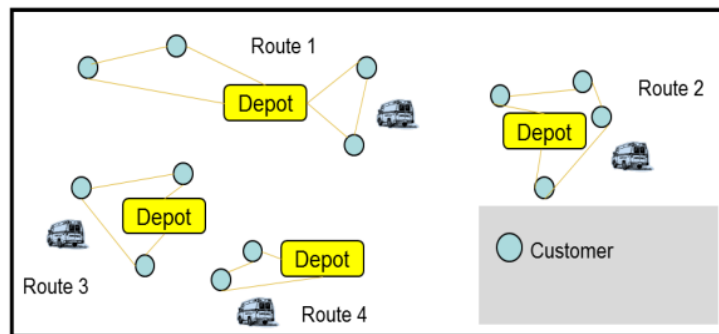 Route 1
Depot
Route 2
Depot
Depot
Route 3
Depot
Route 4
Customer